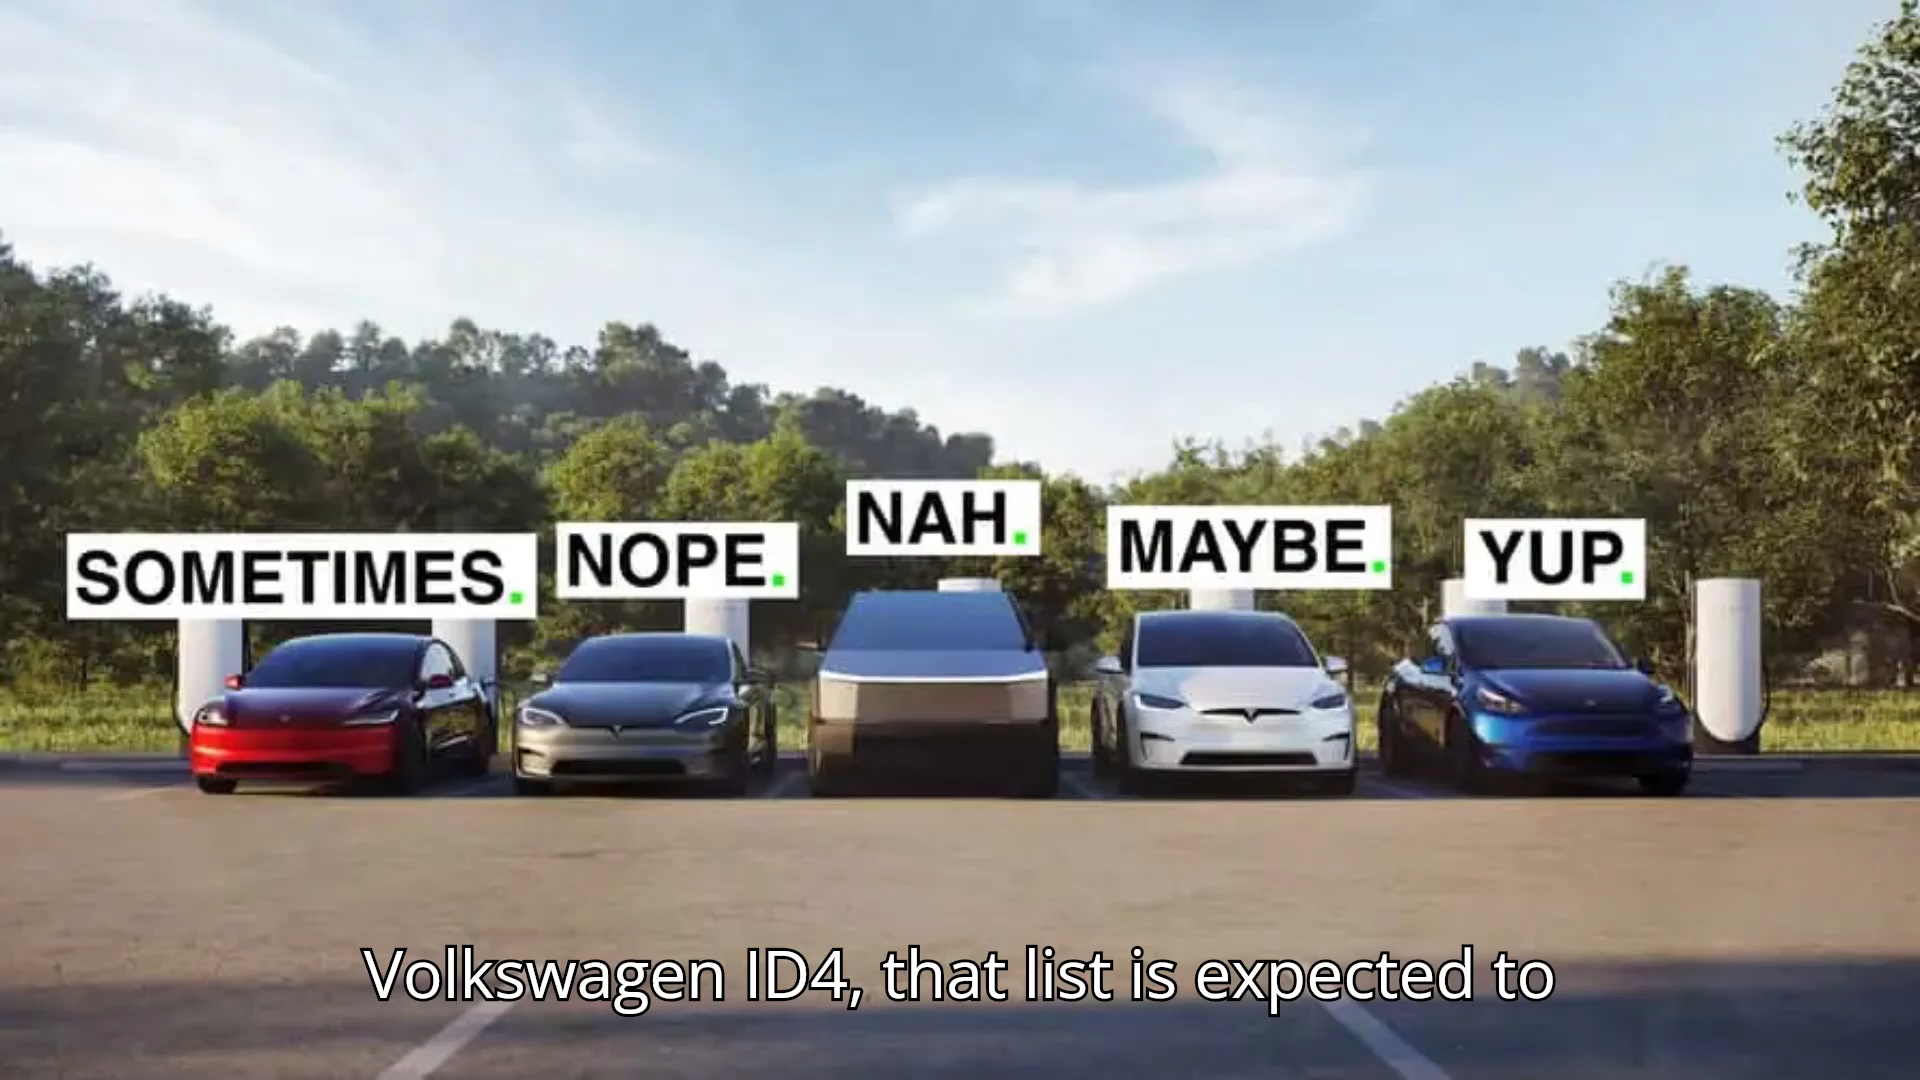 SOMETIMES.
NOPE.
NAH.
MAYBE.
YUP.
Volkswagen ID4, that list is expected to